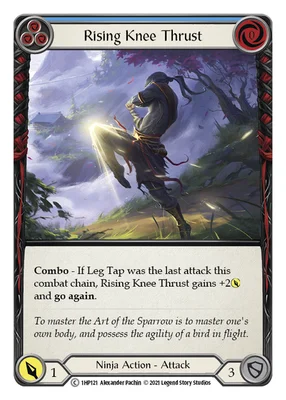 Rising Knee Thrust
Combo - If Leg Tap was the last attack this
combat chain, Rising Knee Thrust gains +2
and go again.
To master the Art of the Sparrow is to master one's
own body, and possess the agility of a bird in flight.
1
Ninja Action - Attack
3
C 1HP121 Alexander Pachin © 2021 Legend Story Studios